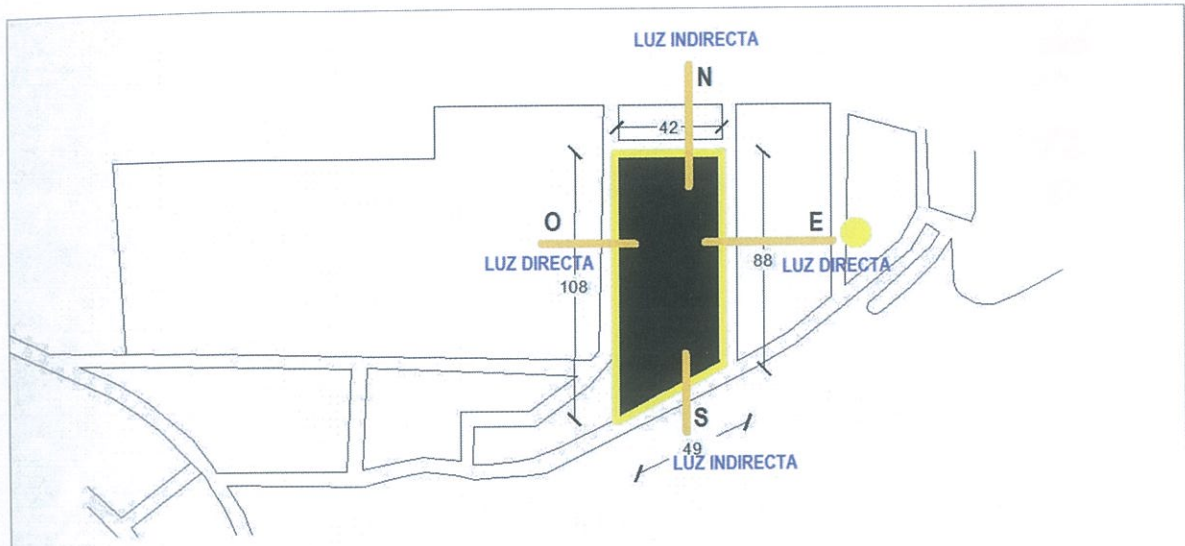 LUZ INDIRECTA
N
42
O
E
LUZ DIRECTA
88
LUZ DIRECTA
108
S
49
LUZ INDIRECTA